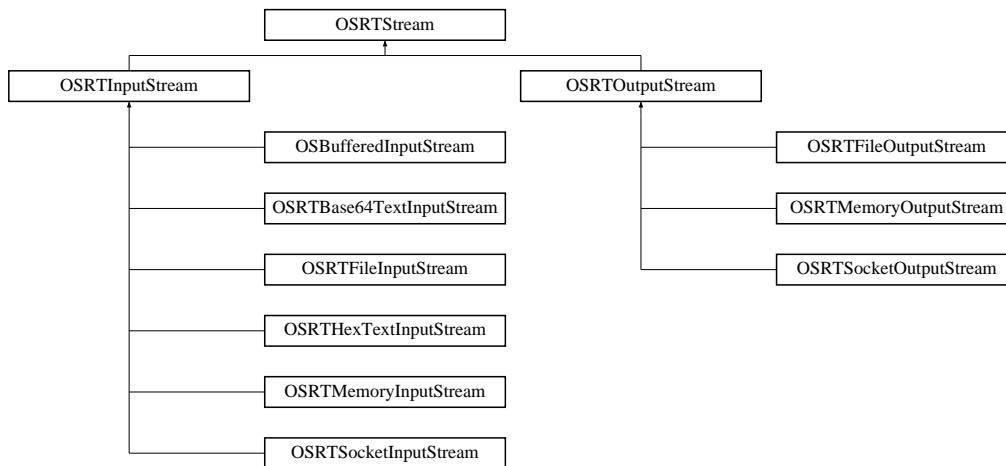 OSRTStream
OSRTInputStream
OSRTOutputStream
OSBufferedInputStream
OSRTFileOutputStream
OSRTBase64TextInputStream
OSRTMemoryOutputStream
OSRTFileInputStream
OSRTSocketOutputStream
OSRTHexTextInputStream
OSRTMemoryInputStream
OSRTSocketInputStream